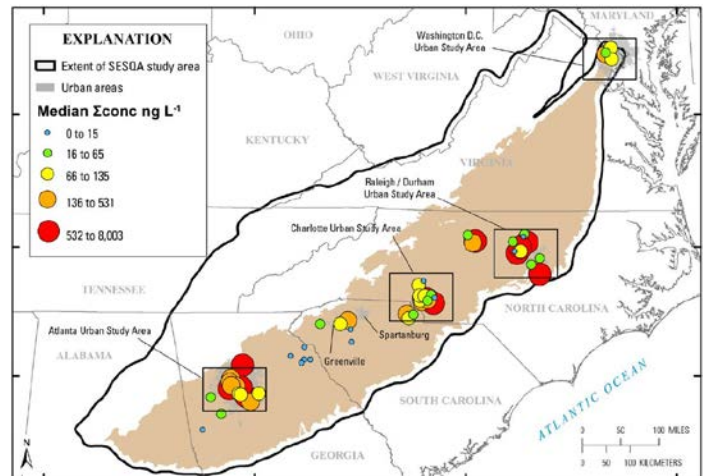 EXPLANATION
Extent of SESQA study area
Urban areas
Median Σconc ng L⁻¹
0 to 15
16 to 65
66 to 135
136 to 531
532 to 8,003
OHIO
MARYLAND
Washington D.C.
Urban Study Area
WEST VIRGINIA
KENTUCKY
VIRGINIA
Raleigh / Durham
Urban Study Area
Charlotte Urban Study Area
TENNESSEE
NORTH CAROLINA
Atlanta Urban Study Area
Spartanburg
Greenville
ALABAMA
SOUTH CAROLINA
GEORGIA
ATLANTIC OCEAN
0 50 100 MILES
0 50 100 KILOMETERS
N